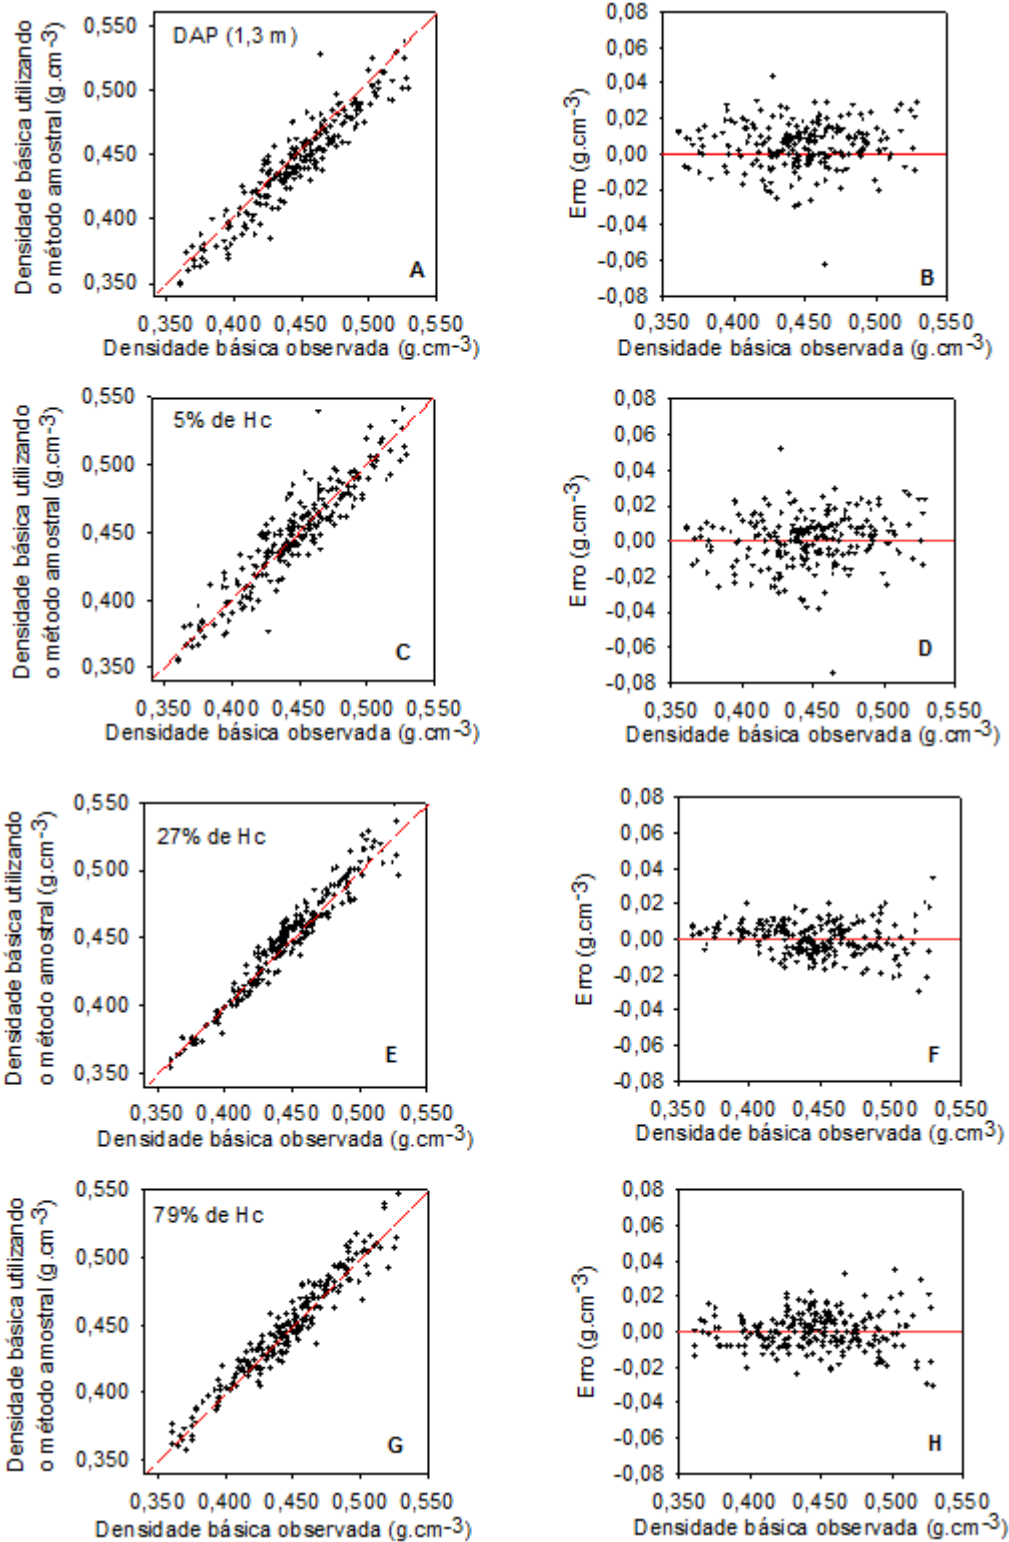 Densidade básica utilizando
o método amostral (g.cm-3)
0,550
0,500
0,450
0,400
0,350
DAP (1,3 m)
A
0,350 0,400 0,450 0,500 0,550
Densidade básica observada (g.cm-3)
Erro (g.cm-3)
0,08
0,06
0,04
0,02
0,00
-0,02
-0,04
-0,06
-0,08
B
0,350 0,400 0,450 0,500 0,550
Densidade básica observada (g.cm-3)
Densidade básica utilizando
o método amostral (g.cm-3)
0,550
0,500
0,450
0,400
0,350
5% de Hc
C
0,350 0,400 0,450 0,500 0,550
Densidade básica observada (g.cm-3)
Erro (g.cm-3)
0,08
0,06
0,04
0,02
0,00
-0,02
-0,04
-0,06
-0,08
D
0,350 0,400 0,450 0,500 0,550
Densidade básica observada (g.cm-3)
Densidade básica utilizando
o método amostral (g.cm-3)
0,550
0,500
0,450
0,400
0,350
27% de Hc
E
0,350 0,400 0,450 0,500 0,550
Densidade básica observada (g.cm-3)
Erro (g.cm-3)
0,08
0,06
0,04
0,02
0,00
-0,02
-0,04
-0,06
-0,08
F
0,350 0,400 0,450 0,500 0,550
Densidade básica observada (g.cm3)
Densidade básica utilizando
o método amostral (g.cm-3)
0,550
0,500
0,450
0,400
0,350
79% de Hc
G
0,350 0,400 0,450 0,500 0,550
Densidade básica observada (g.cm-3)
Erro (g.cm-3)
0,08
0,06
0,04
0,02
0,00
-0,02
-0,04
-0,06
-0,08
H
0,350 0,400 0,450 0,500 0,550
Densidade básica observada (g.cm-3)